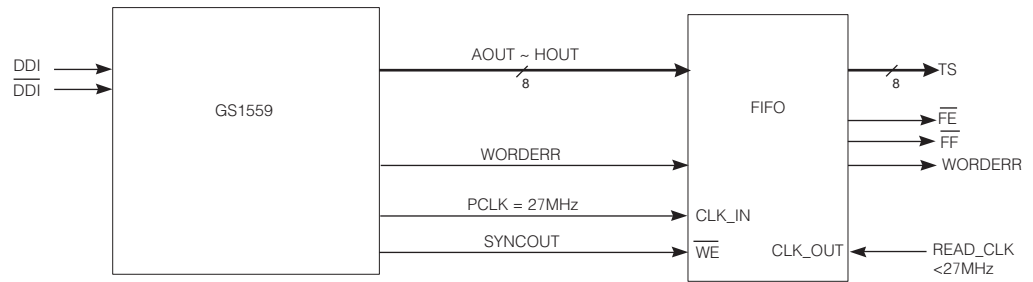 DDI
DDI
GS1559
AOUT ~ HOUT
8
WORDERR
PCLK = 27MHz
SYNCOUT
FIFO
CLK_IN
WE
CLK_OUT
8
TS
FE
FF
WORDERR
READ_CLK
<27MHz